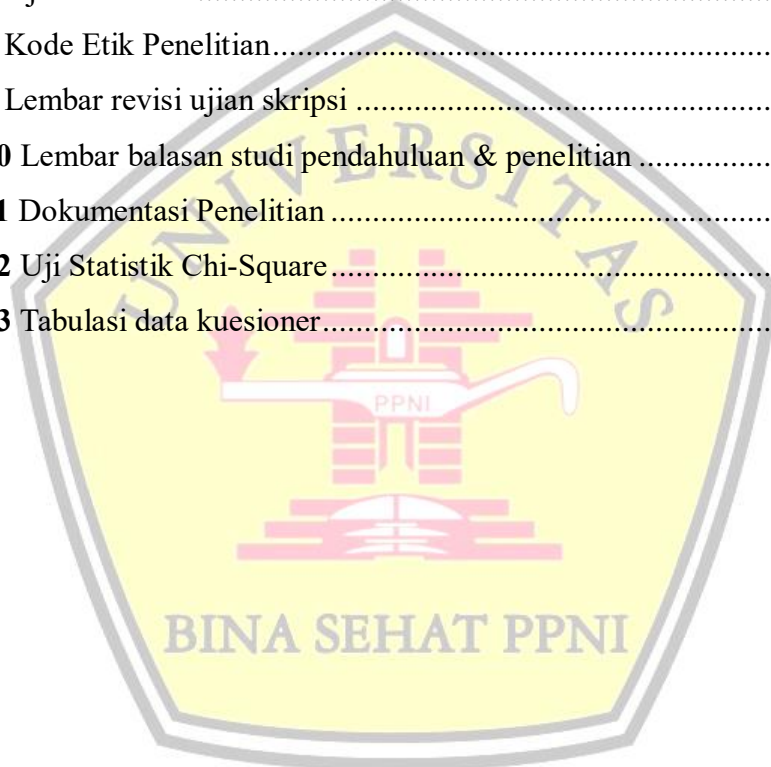 Kode Etik Penelitian........................................................
Lembar revisi ujian skripsi ................................................
0 Lembar balasan studi pendahuluan & penelitian ..............
1 Dokumentasi Penelitian ..................................................
2 Uji Statistik Chi-Square..................................................
3 Tabulasi data kuesioner..................................................
UNIVERSITAS
PPNI
BINA SEHAT PPNI